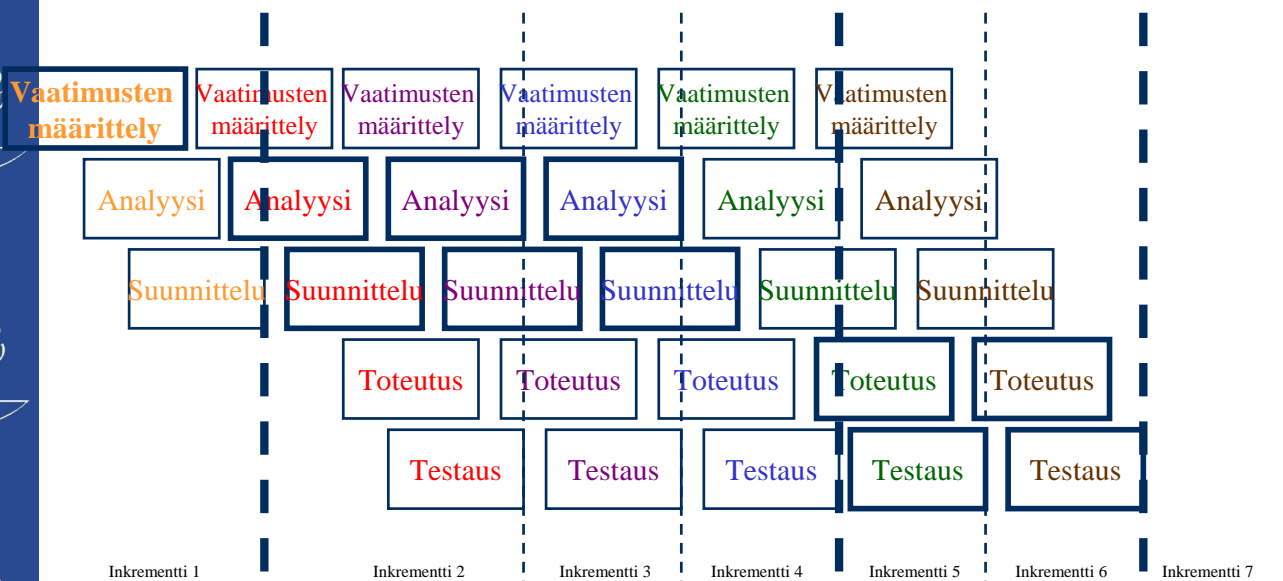 Vaatimusten
määrittely
Vaatimusten
määrittely
Vaatimusten
määrittely
Vaatimusten
määrittely
Vaatimusten
määrittely
Vaatimusten
määrittely
Analyysi
Analyysi
Analyysi
Analyysi
Analyysi
Analyysi
Suunnittelu
Suunnittelu
Suunnittelu
Suunnittelu
Suunnittelu
Suunnittelu
Toteutus
Toteutus
Toteutus
Toteutus
Toteutus
Testaus
Testaus
Testaus
Testaus
Testaus
Inkrementti 1
Inkrementti 2
Inkrementti 3
Inkrementti 4
Inkrementti 5
Inkrementti 6
Inkrementti 7